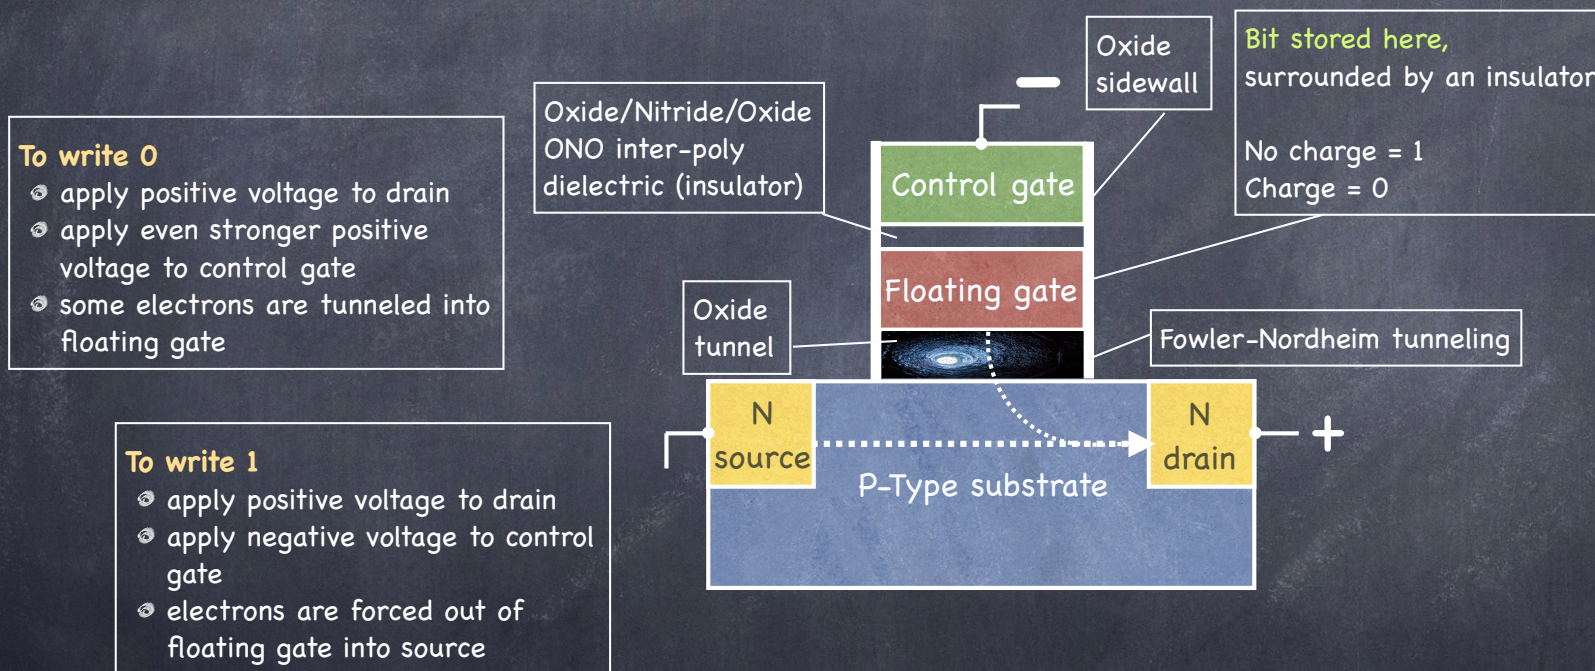 To write 0
apply positive voltage to drain
apply even stronger positive
voltage to control gate
some electrons are tunneled into
floating gate
To write 1
apply positive voltage to drain
apply negative voltage to control
gate
electrons are forced out of
floating gate into source
Oxide/Nitride/Oxide
ONO inter-poly
dielectric (insulator)
Oxide
sidewall
Bit stored here,
surrounded by an insulator
No charge = 1
Charge = 0
-
Control gate
Floating gate
Oxide
tunnel
Fowler-Nordheim tunneling
N
source
N
drain
+
P-Type substrate